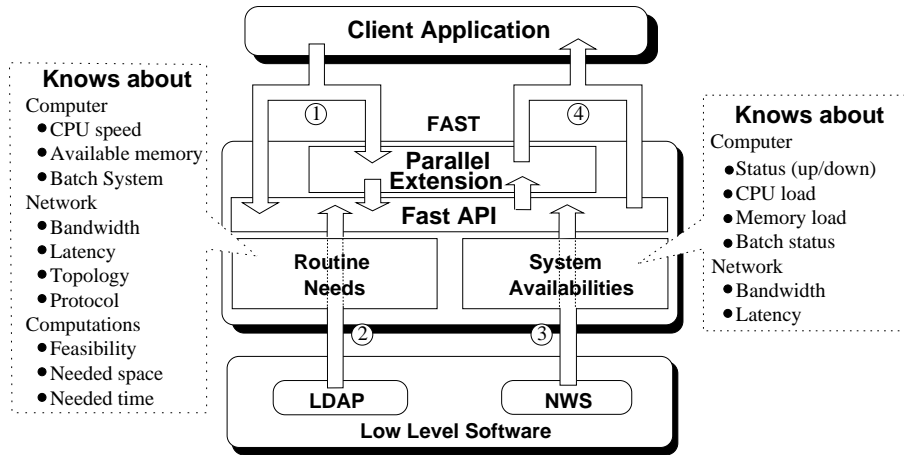 Client Application
Knows about
Computer
● CPU speed
● Available memory
● Batch System
Network
● Bandwidth
● Latency
● Topology
● Protocol
Computations
● Feasibility
● Needed space
● Needed time
①
④
FAST
Parallel
Extension
Fast API
Routine
Needs
System
Availabilities
②
③
LDAP
NWS
Low Level Software
Knows about
Computer
● Status (up/down)
● CPU load
● Memory load
● Batch status
Network
● Bandwidth
● Latency